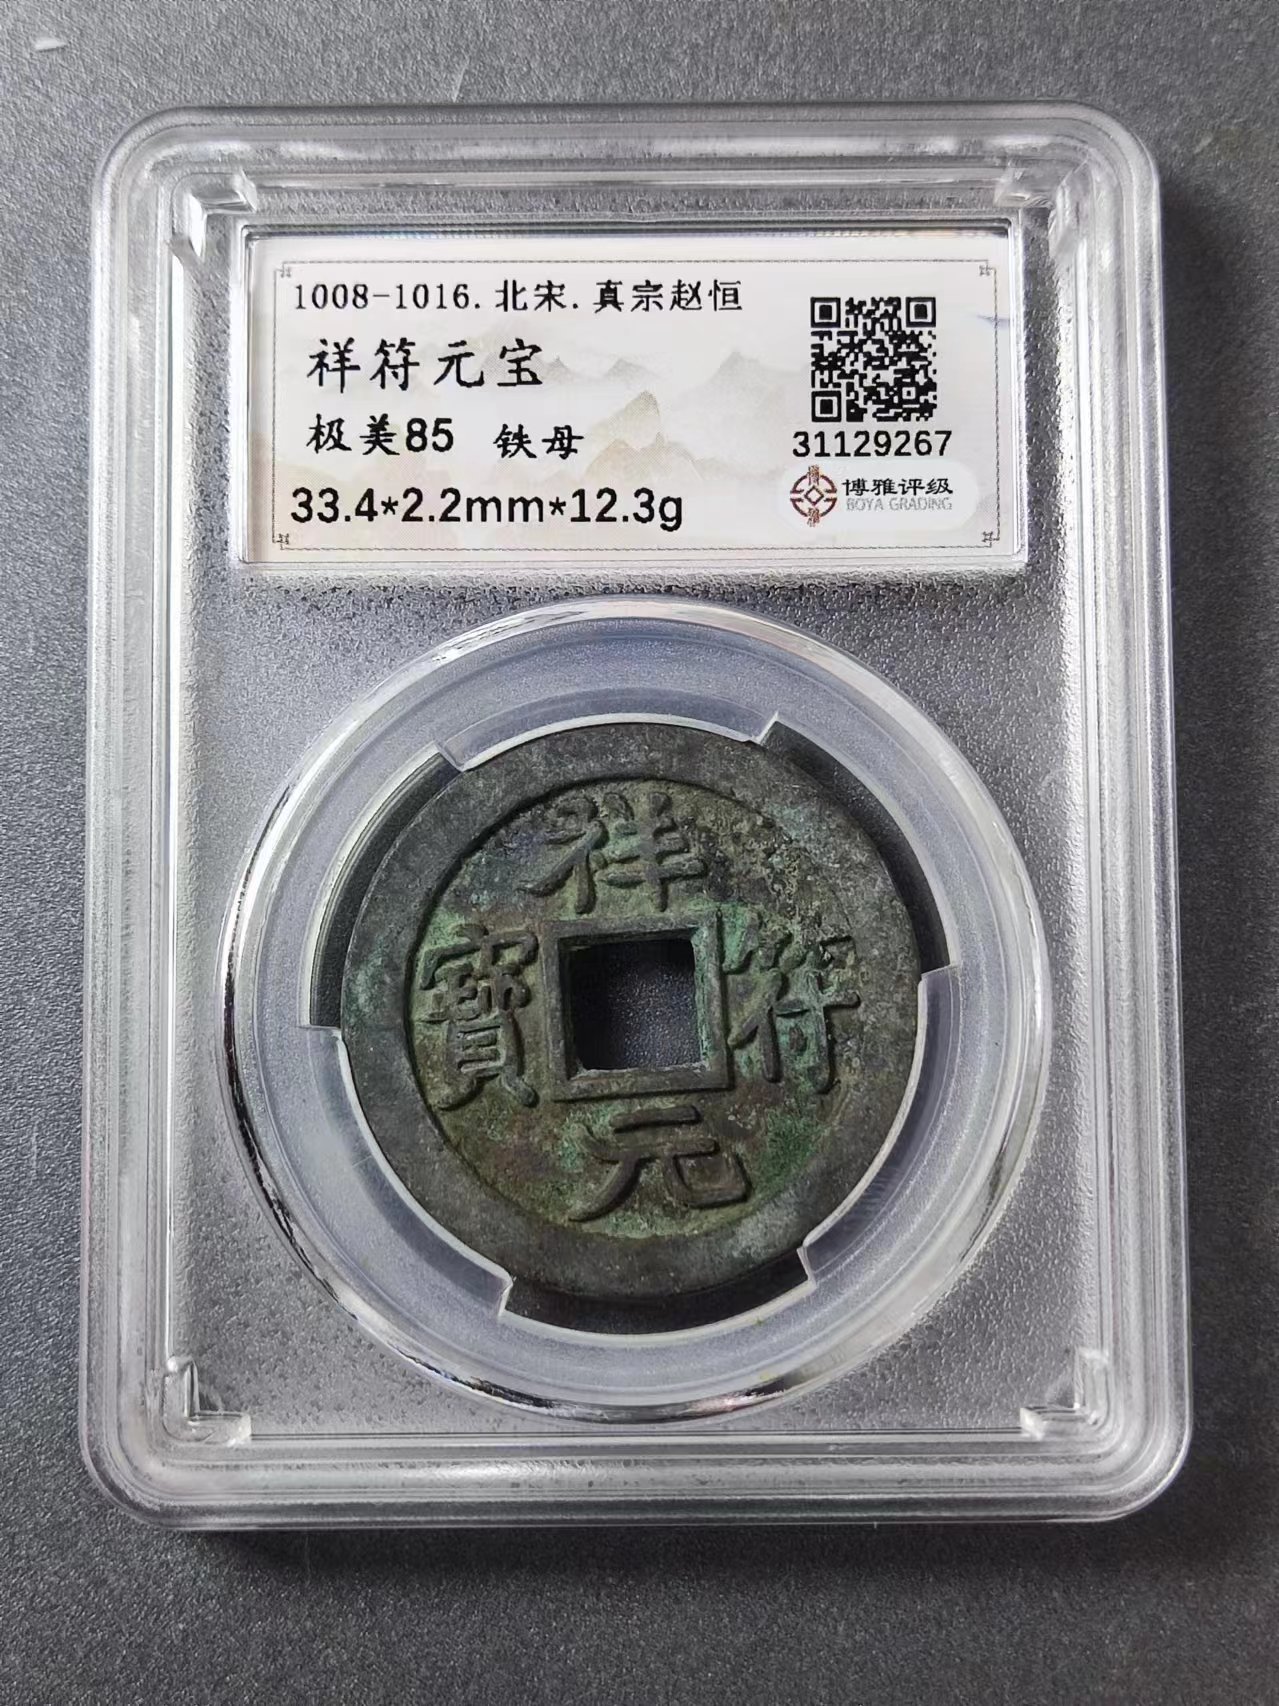 1008-1016.北宋.真宗赵恒
祥符元宝
极美85 铁母
33.4*2.2mm*12.3g
31129267
博雅评级
BOYA GRADING
祥符元寶